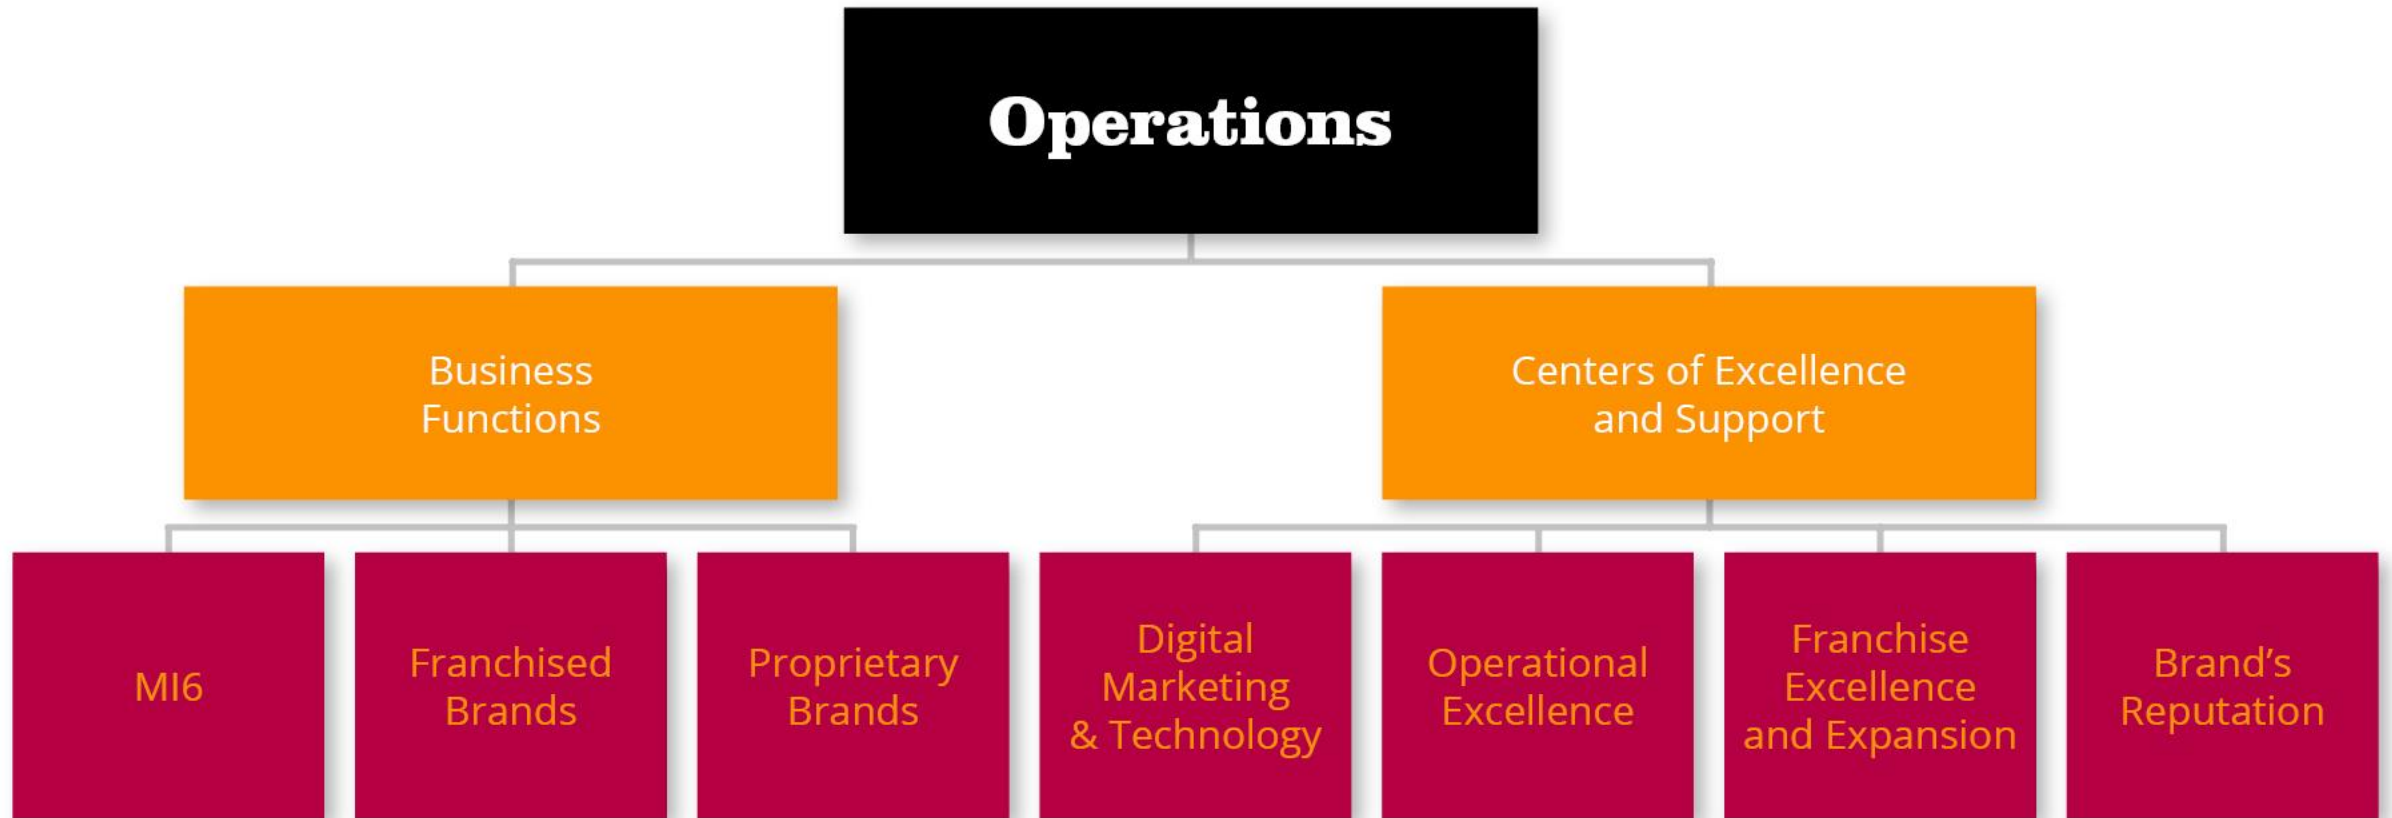 Operations
Business
Functions
Centers of Excellence
and Support
MI6
Franchised
Brands
Proprietary
Brands
Digital
Marketing
& Technology
Operational
Excellence
Franchise
Excellence
and Expansion
Brand’s
Reputation